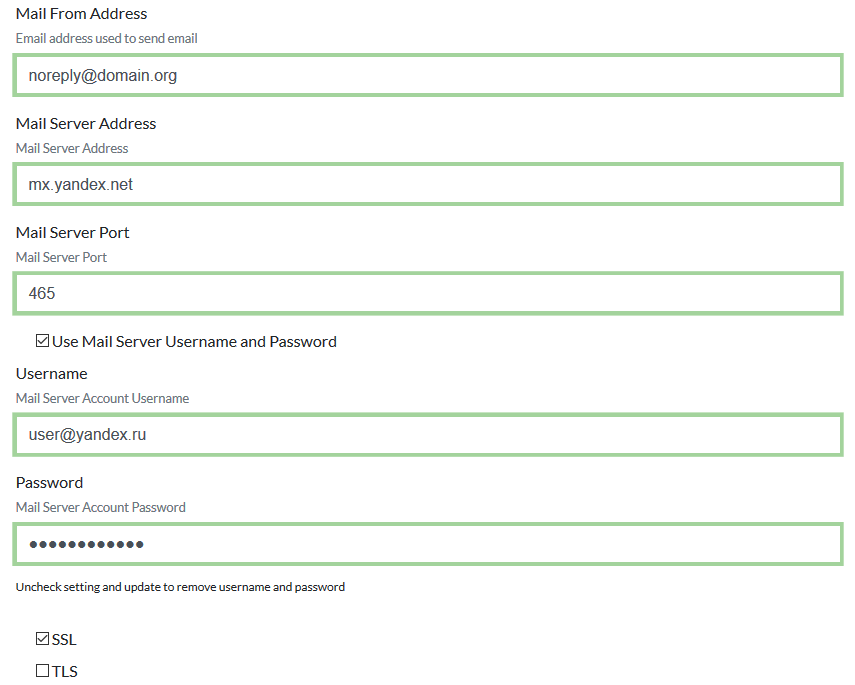 Mail From Address
Email address used to send email
noreply@domain.org
Mail Server Address
Mail Server Address
mx.yandex.net
Mail Server Port
Mail Server Port
465
Use Mail Server Username and Password
Username
Mail Server Account Username
user@yandex.ru
Password
Mail Server Account Password
●●●●●●●●●●●●
Uncheck setting and update to remove username and password
SSL
TLS